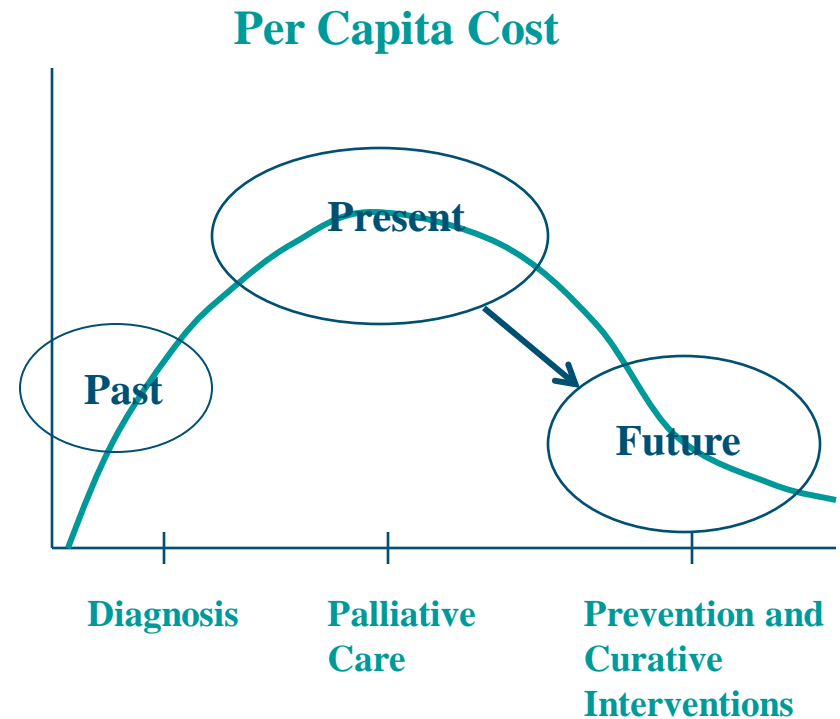 Per Capita Cost
Present
Past
Future
Diagnosis
Palliative
Care
Prevention and
Curative
Interventions